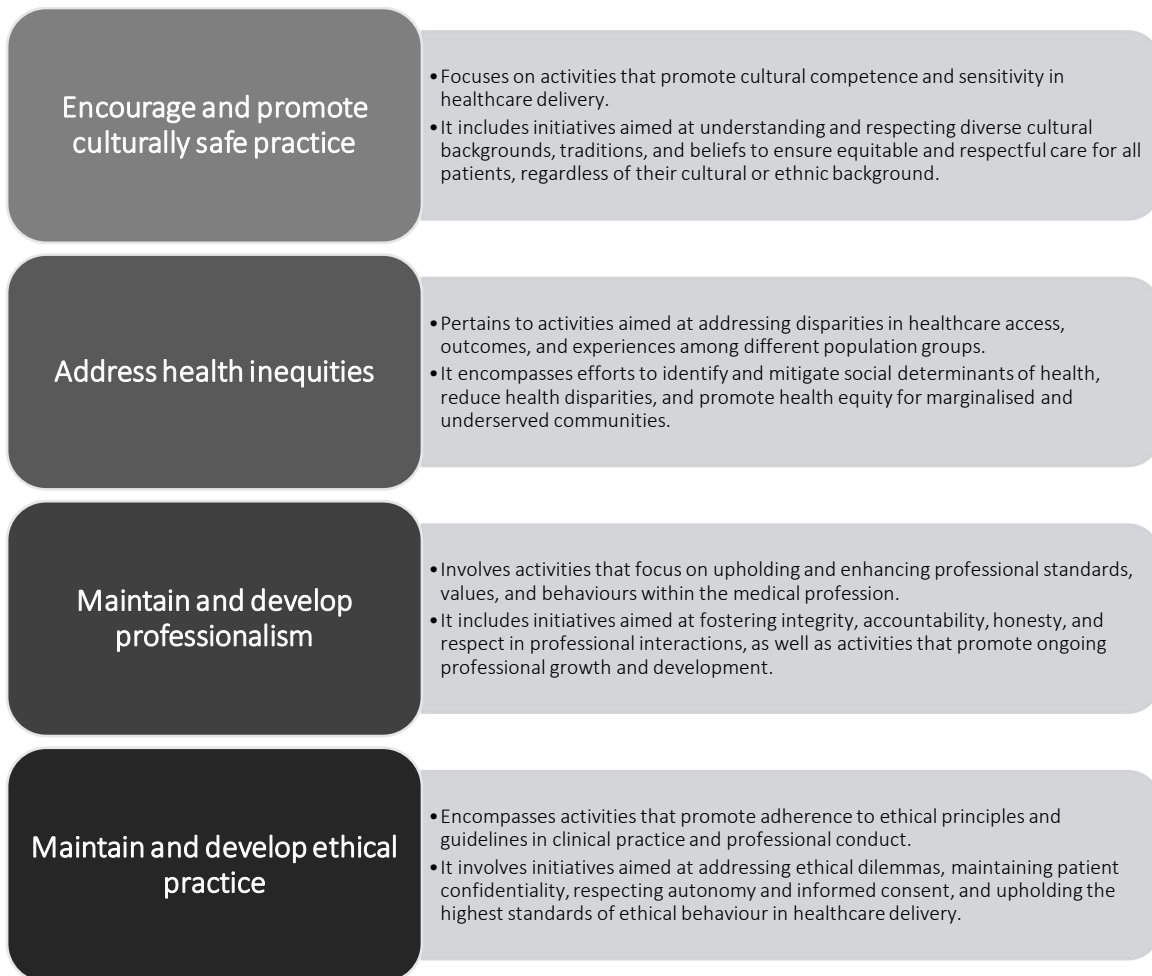 Encourage and promote
culturally safe practice
•Focuses on activities that promote cultural competence and sensitivity in
healthcare delivery.
•It includes initiatives aimed at understanding and respecting diverse cultural
backgrounds, traditions, and beliefs to ensure equitable and respectful care for all
patients, regardless of their cultural or ethnic background.
Address health inequities
•Pertains to activities aimed at addressing disparities in healthcare access,
outcomes, and experiences among different population groups.
•It encompasses efforts to identify and mitigate social determinants of health,
reduce health disparities, and promote health equity for marginalised and
underserved communities.
Maintain and develop
professionalism
•Involves activities that focus on upholding and enhancing professional standards,
values, and behaviours within the medical profession.
•It includes initiatives aimed at fostering integrity, accountability, honesty, and
respect in professional interactions, as well as activities that promote ongoing
professional growth and development.
Maintain and develop ethical
practice
•Encompasses activities that promote adherence to ethical principles and
guidelines in clinical practice and professional conduct.
•It involves initiatives aimed at addressing ethical dilemmas, maintaining patient
confidentiality, respecting autonomy and informed consent, and upholding the
highest standards of ethical behaviour in healthcare delivery.